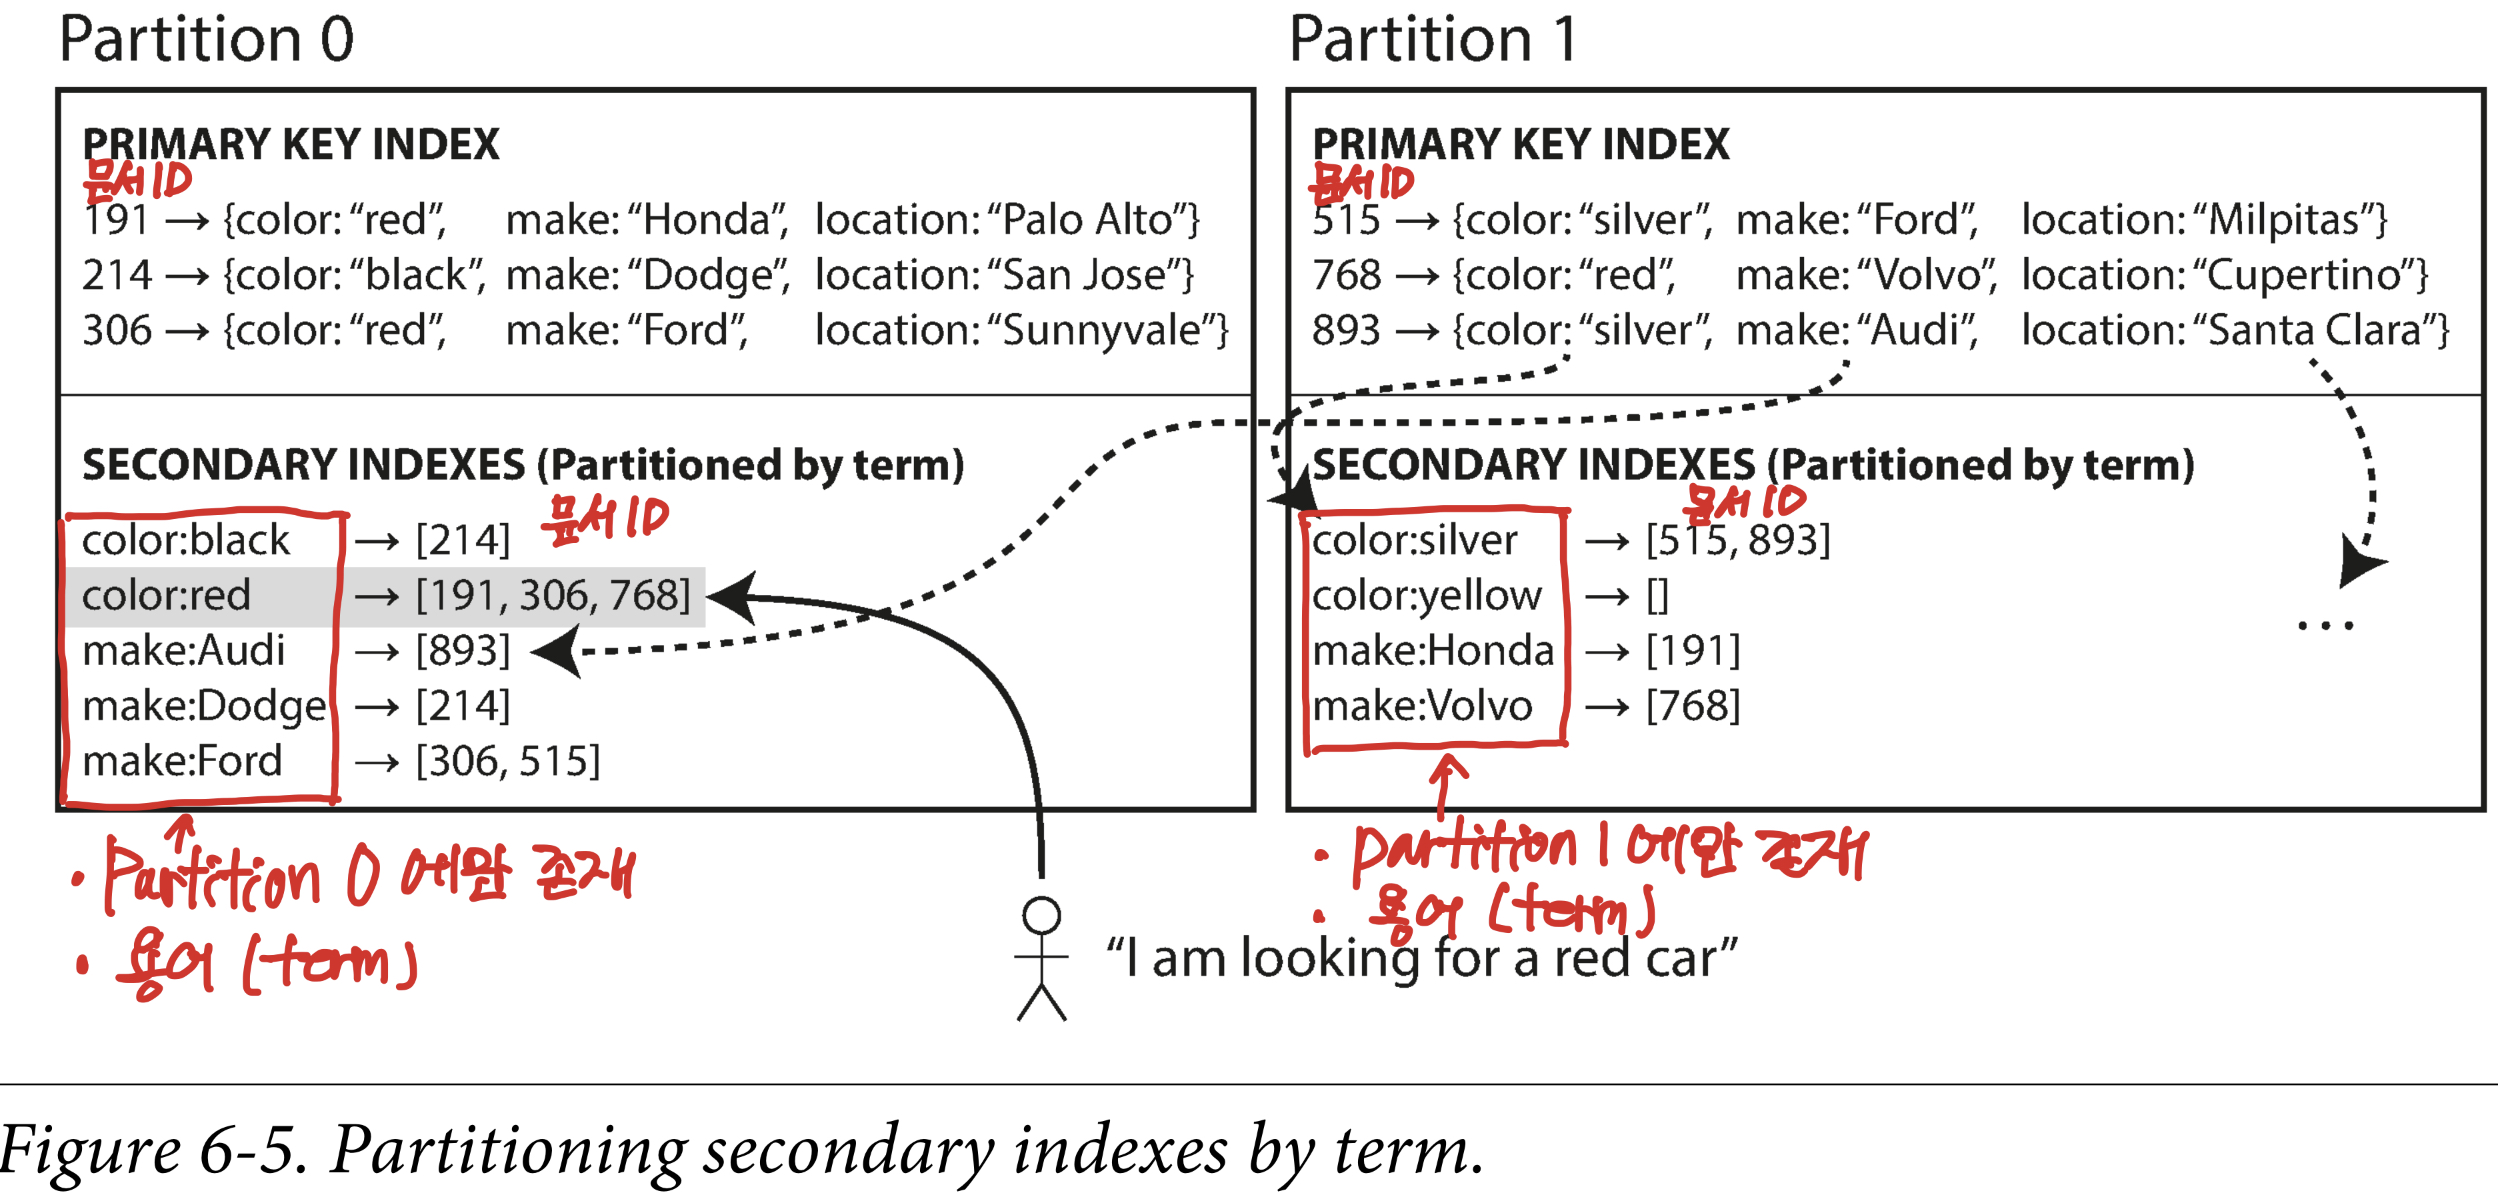 Partition 0
PRIMARY KEY INDEX
문서 ID
191 → {color: “red”, make: “Honda”, location: “Palo Alto”}
214 → {color: “black”, make: “Dodge”, location: “San Jose”}
306 → {color: “red”, make: “Ford”, location: “Sunnyvale”}
SECONDARY INDEXES (Partitioned by term)
문서 ID
color:black → [214]
color:red → [191, 306, 768]
make:Audi → [893]
make:Dodge → [214]
make:Ford → [306, 515]
· Partition 0 에만 존재
· 용어 (term)
Partition 1
PRIMARY KEY INDEX
문서 ID
515 → {color: “silver”, make: “Ford”, location: “Milpitas”}
768 → {color: “red”, make: “Volvo”, location: “Cupertino”}
893 → {color: “silver”, make: “Audi”, location: “Santa Clara”}
SECONDARY INDEXES (Partitioned by term)
문서 ID
color:silver → [515, 893]
color:yellow → []
make:Honda → [191]
make:Volvo → [768]
...
· partition 1 에만 존재
· 용어 (term)
“I am looking for a red car”
Figure 6-5. Partitioning secondary indexes by term.